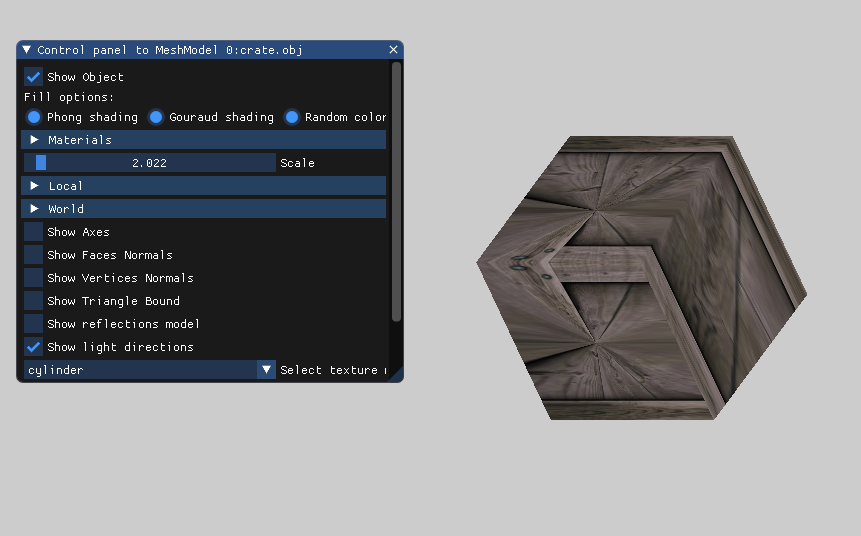 Control panel to MeshModel 0:crate.obj
Show Object
Fill options:
Phong shading Gouraud shading Random color
Materials
2.022 Scale
Local
World
Show Axes
Show Faces Normals
Show Vertices Normals
Show Triangle Bound
Show reflections model
Show light directions
cylinder Select texture